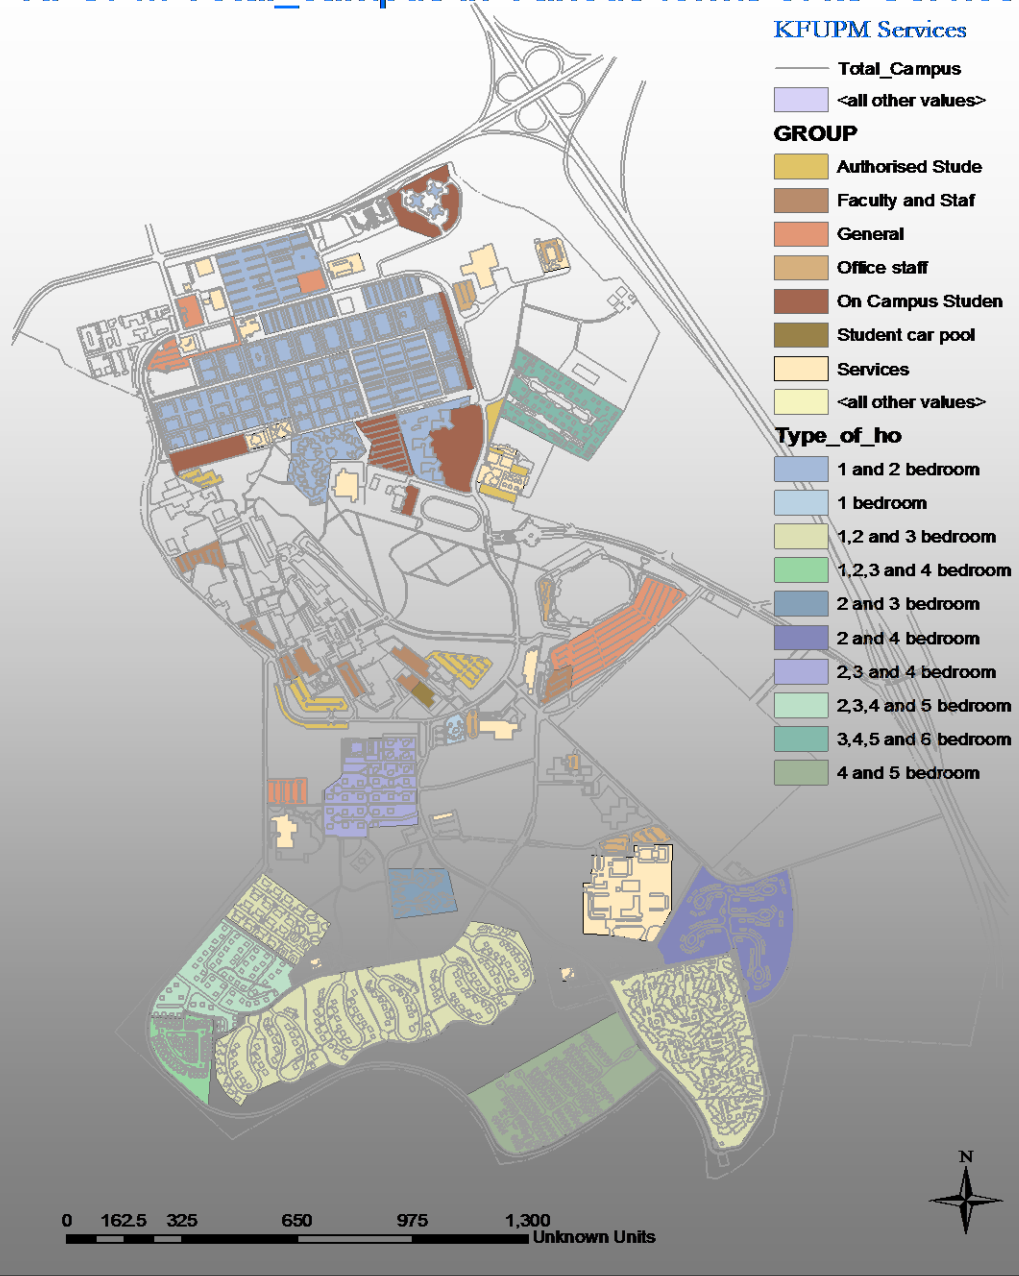 KFUPM Services
Total_Campus
<all other values>
GROUP
Authorised Stude
Faculty and Staf
General
Office staff
On Campus Studen
Student car pool
Services
<all other values>
Type_of_ho
1 and 2 bedroom
1 bedroom
1,2 and 3 bedroom
1,2,3 and 4 bedroom
2 and 3 bedroom
2 and 4 bedroom
2,3 and 4 bedroom
2,3,4 and 5 bedroom
3,4,5 and 6 bedroom
4 and 5 bedroom
N
0 162.5 325 650 975 1,300
Unknown Units